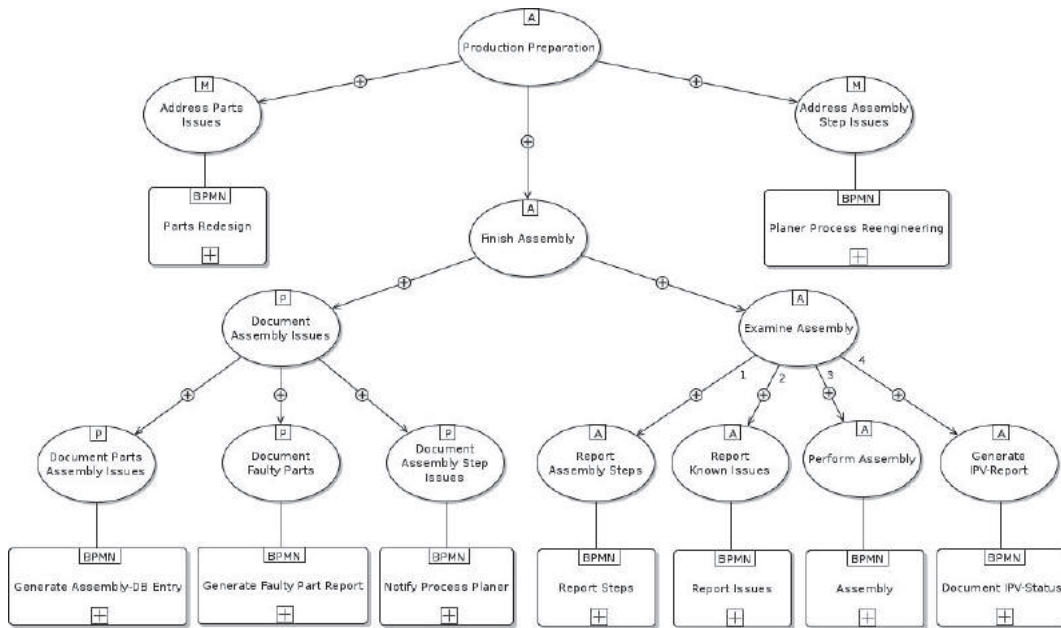 A
Production Preparation
M
Address Parts
Issues
M
Address Assembly
Step Issues
BPMN
Parts Redesign
BPMN
Planer Process Reengineering
A
Finish Assembly
P
Document
Assembly Issues
A
Examine Assembly
1
2
3
4
P
Document Parts
Assembly Issues
P
Document
Faulty Parts
P
Document
Assembly Step
Issues
A
Report
Assembly Steps
A
Report
Known Issues
A
Perform Assembly
A
Generate
IPV-Report
BPMN
Generate Assembly-DB Entry
BPMN
Generate Faulty Part Report
BPMN
Notify Process Planer
BPMN
Report Steps
BPMN
Report Issues
BPMN
Assembly
BPMN
Document IPV-Status